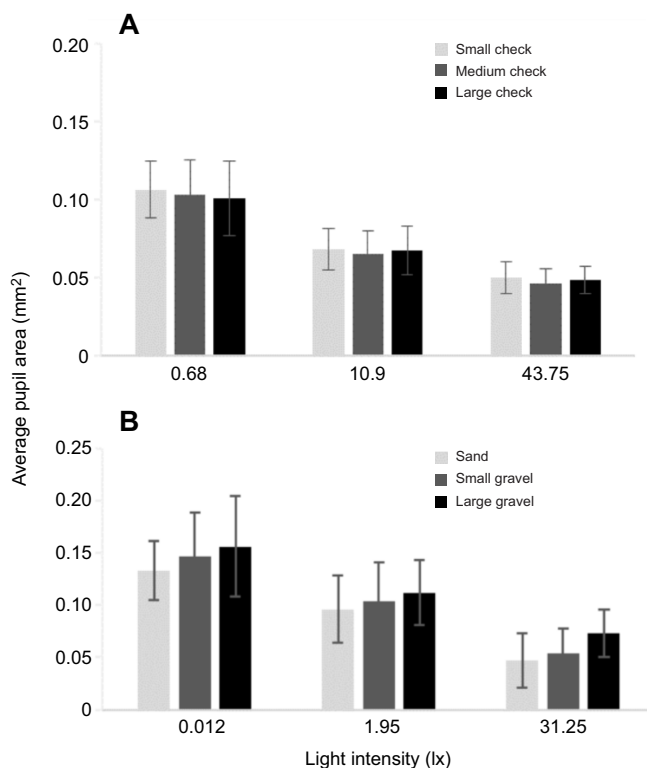 A
0.20
0.15
0.10
0.05
0
Small check
Medium check
Large check
0.68 10.9 43.75
Average pupil area (mm²)
B
0.25
0.20
0.15
0.10
0.05
0
Sand
Small gravel
Large gravel
0.012 1.95 31.25
Light intensity (lx)